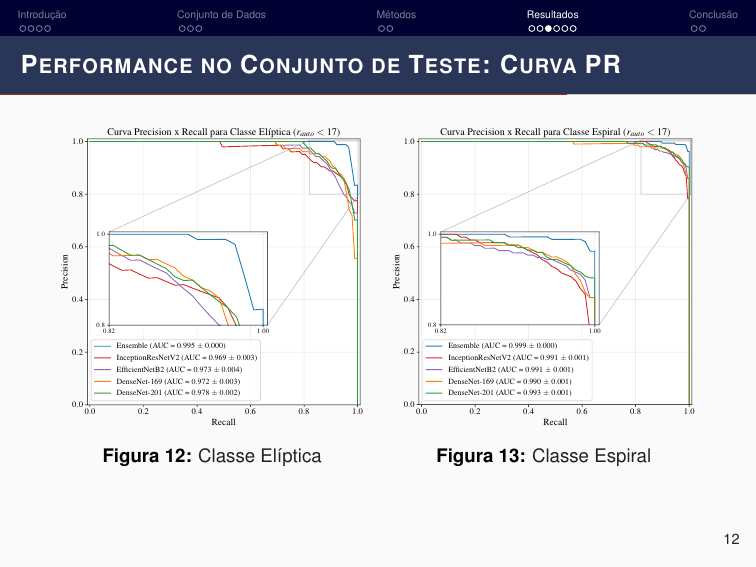 Introdução Conjunto de Dados Métodos Resultados Conclusão
PERFORMANCE NO CONJUNTO DE TESTE: CURVA PR
Curva Precision x Recall para Classe Elíptica (r_auto < 17)
1.0
0.8
0.6
0.4
0.2
0.0
Precision
1.0
0.8
0.82 1.00
Ensemble (AUC = 0.995 ± 0.000)
InceptionResNetV2 (AUC = 0.969 ± 0.003)
EfficientNetB2 (AUC = 0.973 ± 0.004)
DenseNet-169 (AUC = 0.972 ± 0.003)
DenseNet-201 (AUC = 0.978 ± 0.002)
0.0 0.2 0.4 0.6 0.8 1.0
Recall
Figura 12: Classe Elíptica
Curva Precision x Recall para Classe Espiral (r_auto < 17)
1.0
0.8
0.6
0.4
0.2
0.0
Precision
1.0
0.8
0.82 1.00
Ensemble (AUC = 0.999 ± 0.000)
InceptionResNetV2 (AUC = 0.991 ± 0.001)
EfficientNetB2 (AUC = 0.991 ± 0.001)
DenseNet-169 (AUC = 0.990 ± 0.001)
DenseNet-201 (AUC = 0.993 ± 0.001)
0.0 0.2 0.4 0.6 0.8 1.0
Recall
Figura 13: Classe Espiral
12